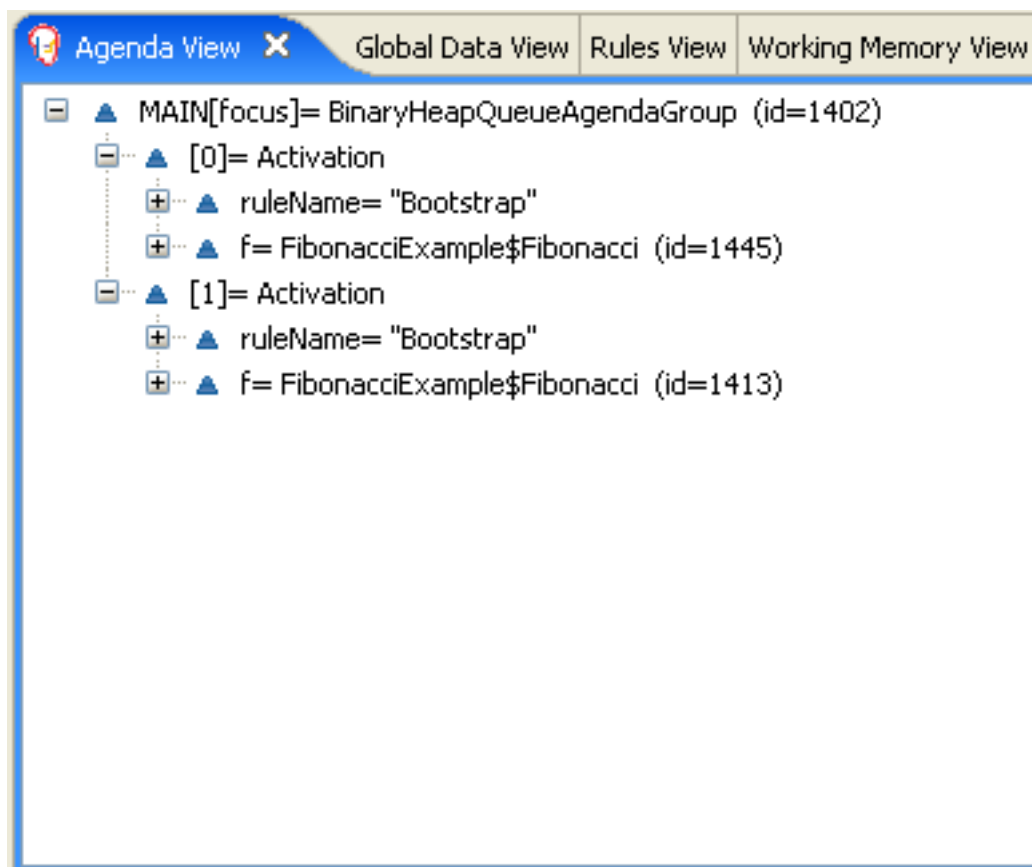 Agenda View Global Data View Rules View Working Memory View
MAIN[focus]= BinaryHeapQueueAgendaGroup (id=1402)
[0]= Activation
ruleName= "Bootstrap"
f= FibonacciExample$Fibonacci (id=1445)
[1]= Activation
ruleName= "Bootstrap"
f= FibonacciExample$Fibonacci (id=1413)